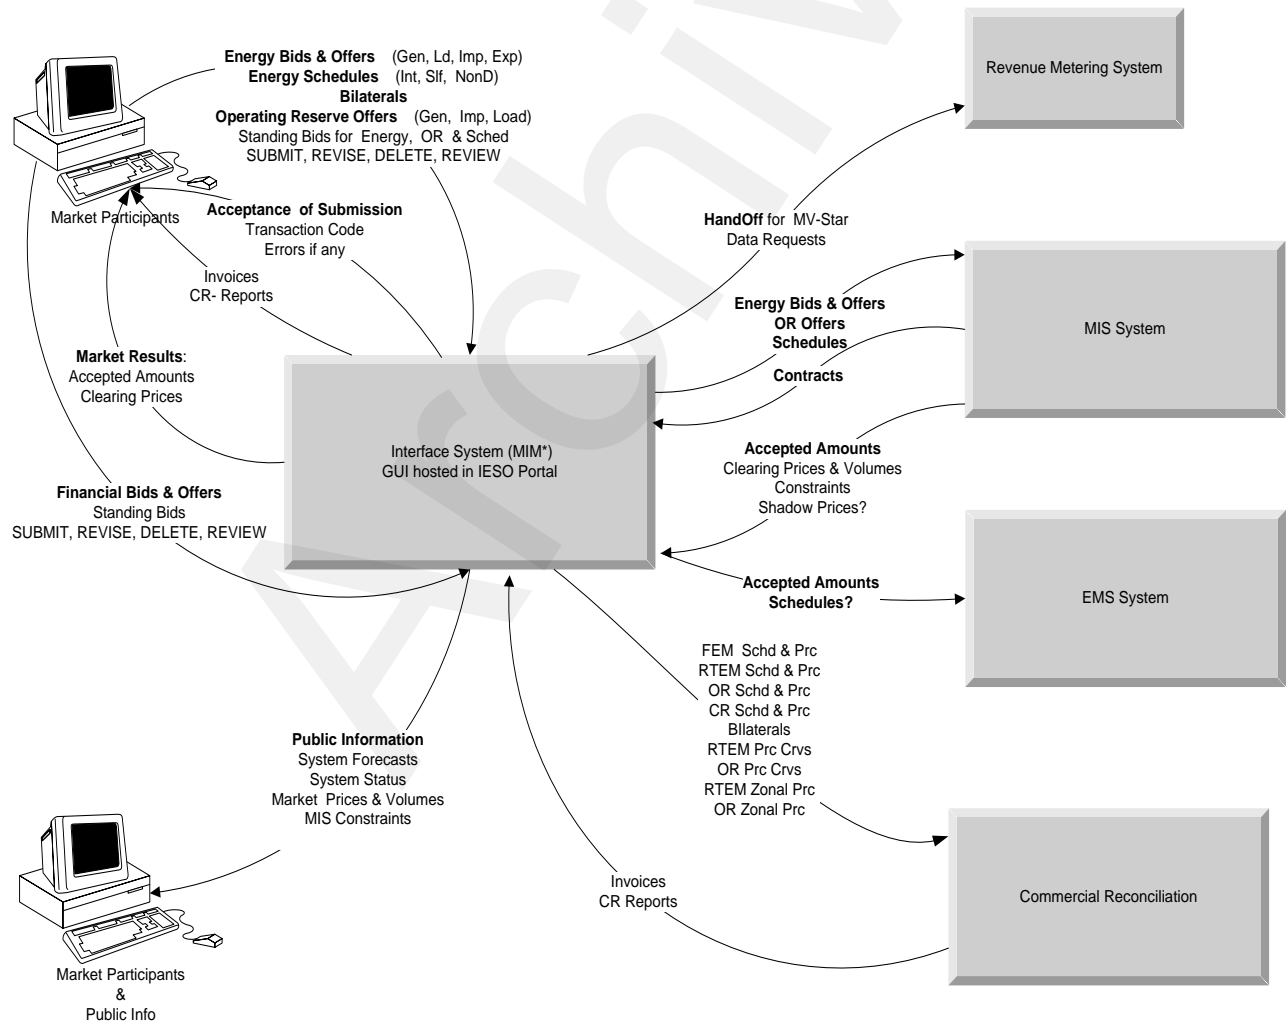 Energy Bids & Offers (Gen, Ld, Imp, Exp)
Energy Schedules (Int, Slf, NonD)
Bilaterals
Operating Reserve Offers (Gen, Imp, Load)
Standing Bids for Energy, OR & Sched
SUBMIT, REVISE, DELETE, REVIEW
Revenue Metering System
Market Participants
Acceptance of Submission
Transaction Code
Errors if any
HandOff for MV-Star
Data Requests
Invoices
CR- Reports
Energy Bids & Offers
OR Offers
Schedules
MIS System
Market Results:
Accepted Amounts
Clearing Prices
Contracts
Interface System (MIM*)
GUI hosted in IESO Portal
Accepted Amounts
Clearing Prices & Volumes
Constraints
Shadow Prices?
Financial Bids & Offers
Standing Bids
SUBMIT, REVISE, DELETE, REVIEW
Accepted Amounts
Schedules?
EMS System
FEM Schd & Prc
RTEM Schd & Prc
OR Schd & Prc
CR Schd & Prc
BIlaterals
RTEM Prc Crvs
OR Prc Crvs
RTEM Zonal Prc
OR Zonal Prc
Public Information
System Forecasts
System Status
Market Prices & Volumes
MIS Constraints
Invoices
CR Reports
Commercial Reconciliation
Market Participants
&
Public Info